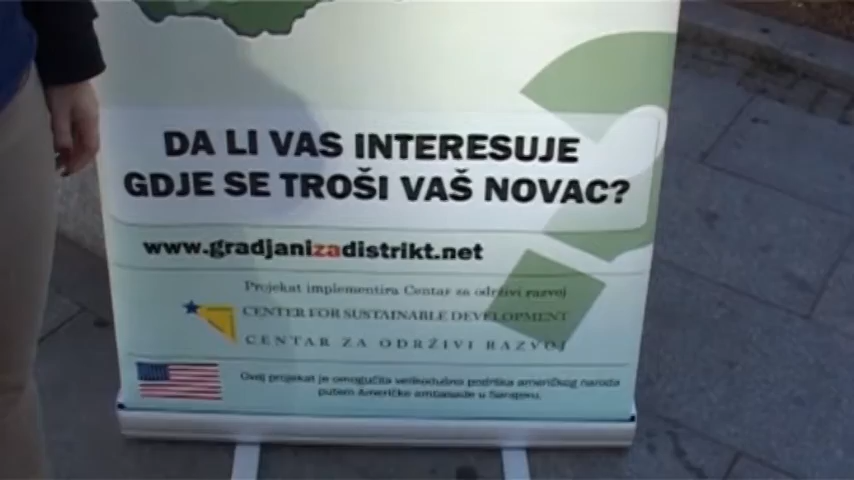 DA LI VAS INTERESUJE
GDJE SE TROŠI VAŠ NOVAC?
www.gradjanizadistrikt.net
Projekat implementira Centar za održivi razvoj
CENTER FOR SUSTAINABLE DEVELOPMENT
CENTAR ZA ODRŽIVI RAZVOJ
Ovaj projekat je omogućila velikodušna podrška američkog naroda
putem Američke ambasade u Sarajevu.